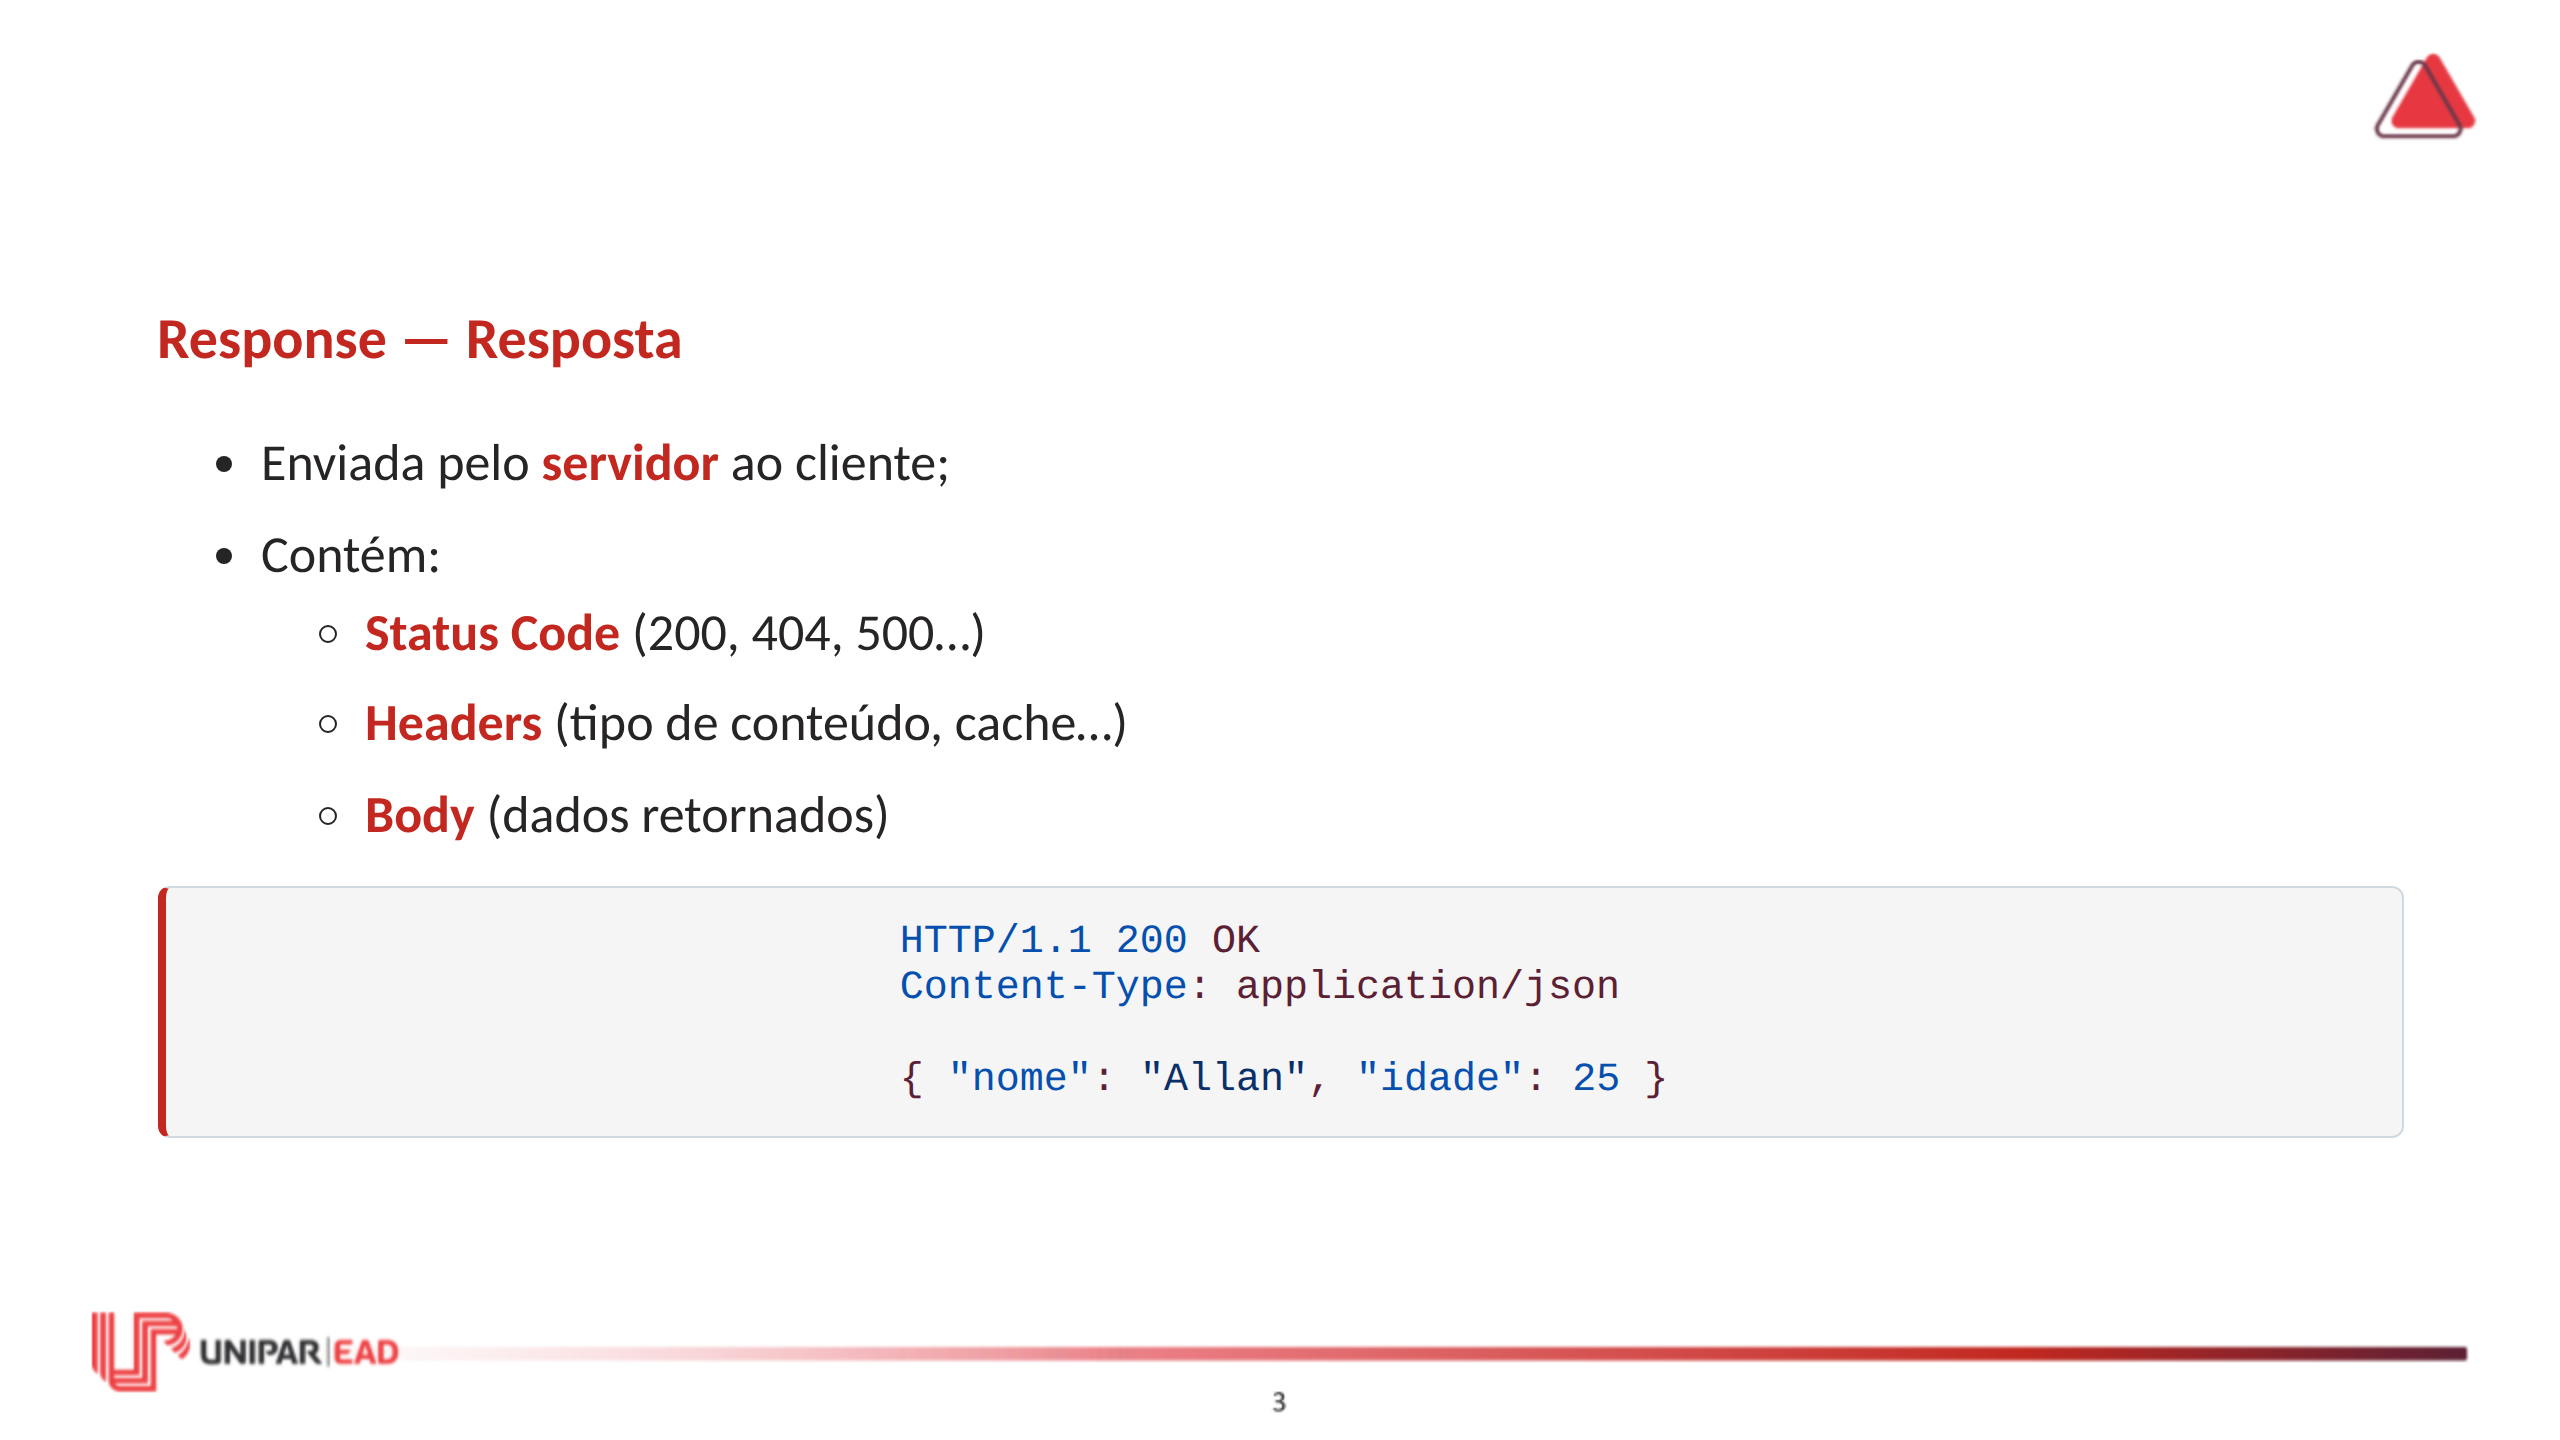 Response — Resposta
• Enviada pelo servidor ao cliente;
• Contém:
○ Status Code (200, 404, 500…)
○ Headers (tipo de conteúdo, cache…)
○ Body (dados retornados)
HTTP/1.1 200 OK
Content-Type: application/json
{ "nome": "Allan", "idade": 25 }
UNIPAR|EAD
3